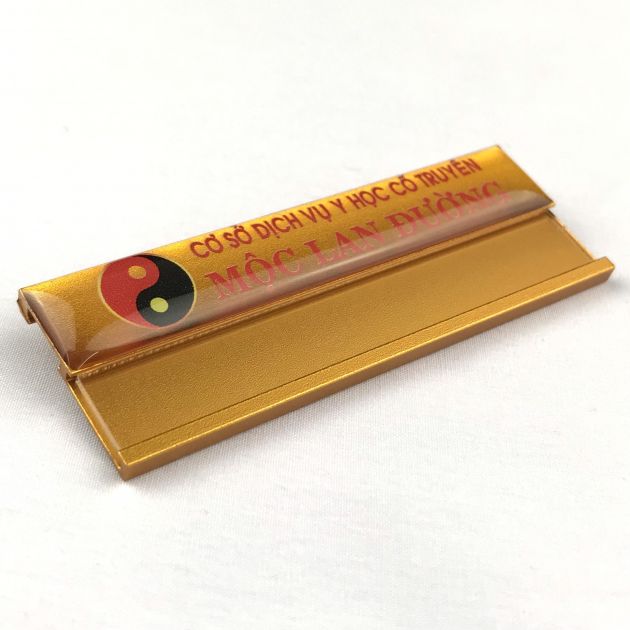 CƠ SỞ DỊCH VỤ Y HỌC CỔ TRUYỀN
MỘC LAN ĐƯỜNG